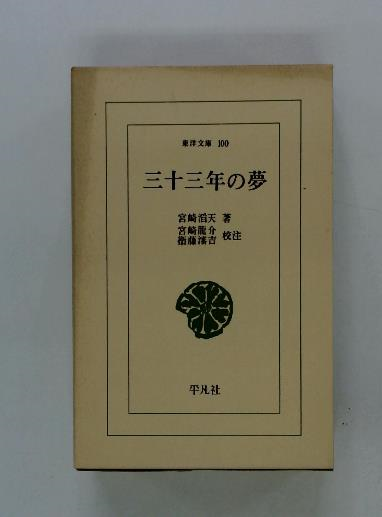 東洋文庫 100
三十三年の夢
宮崎滔天 著
宮崎龍介
衞藤瀋吉 校注
平凡社